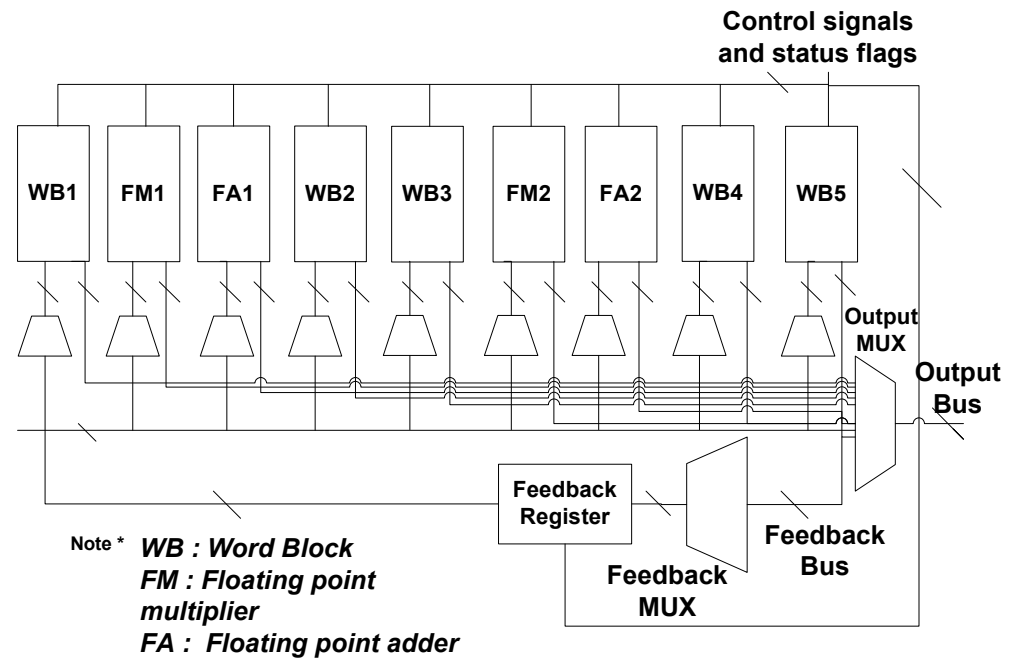 Control signals
and status flags
WB1 FM1 FA1 WB2 WB3 FM2 FA2 WB4 WB5
Output
MUX
Output
Bus
Feedback
Register
Feedback
Bus
Feedback
MUX
Note * WB : Word Block
FM : Floating point
multiplier
FA : Floating point adder